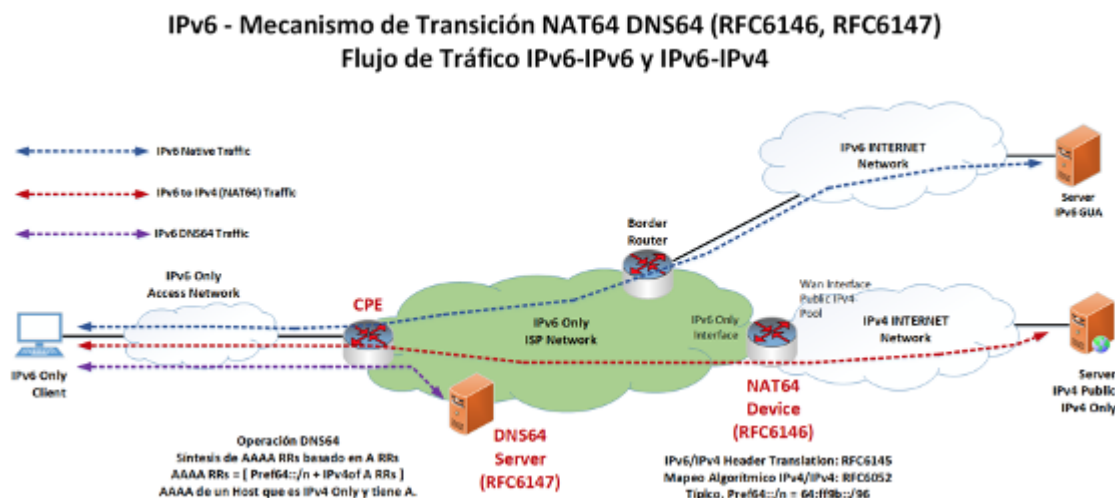 IPv6 - Mecanismo de Transición NAT64 DNS64 (RFC6146, RFC6147)
Flujo de Tráfico IPv6-IPv6 y IPv6-IPv4
IPv6 Native Traffic
IPv6 to IPv4 (NAT64) Traffic
IPv6 DNS64 Traffic
IPv6 INTERNET
Network
Server
IPv6 GUA
Border
Router
IPv6 Only
Access Network
CPE
IPv6 Only
ISP Network
IPv6 Only
Interface
Wan Interface
Public IPv4
Pool
IPv4 INTERNET
Network
IPv6 Only
Client
Server
IPv4 Public
IPv4 Only
NAT64
Device
(RFC6146)
DNS64
Server
(RFC6147)
Operación DNS64
Síntesis de AAAA RRs basado en A RRs
AAAA RRs = [ Pref64::/n + IPv4of A RRs ]
AAAA de un Host que es IPv4 Only y tiene A.
IPv6/IPv4 Header Translation: RFC6145
Mapeo Algorítmico IPv4/IPv4: RFC6052
Típico, Pref64::/n = 64:ff9b::/96